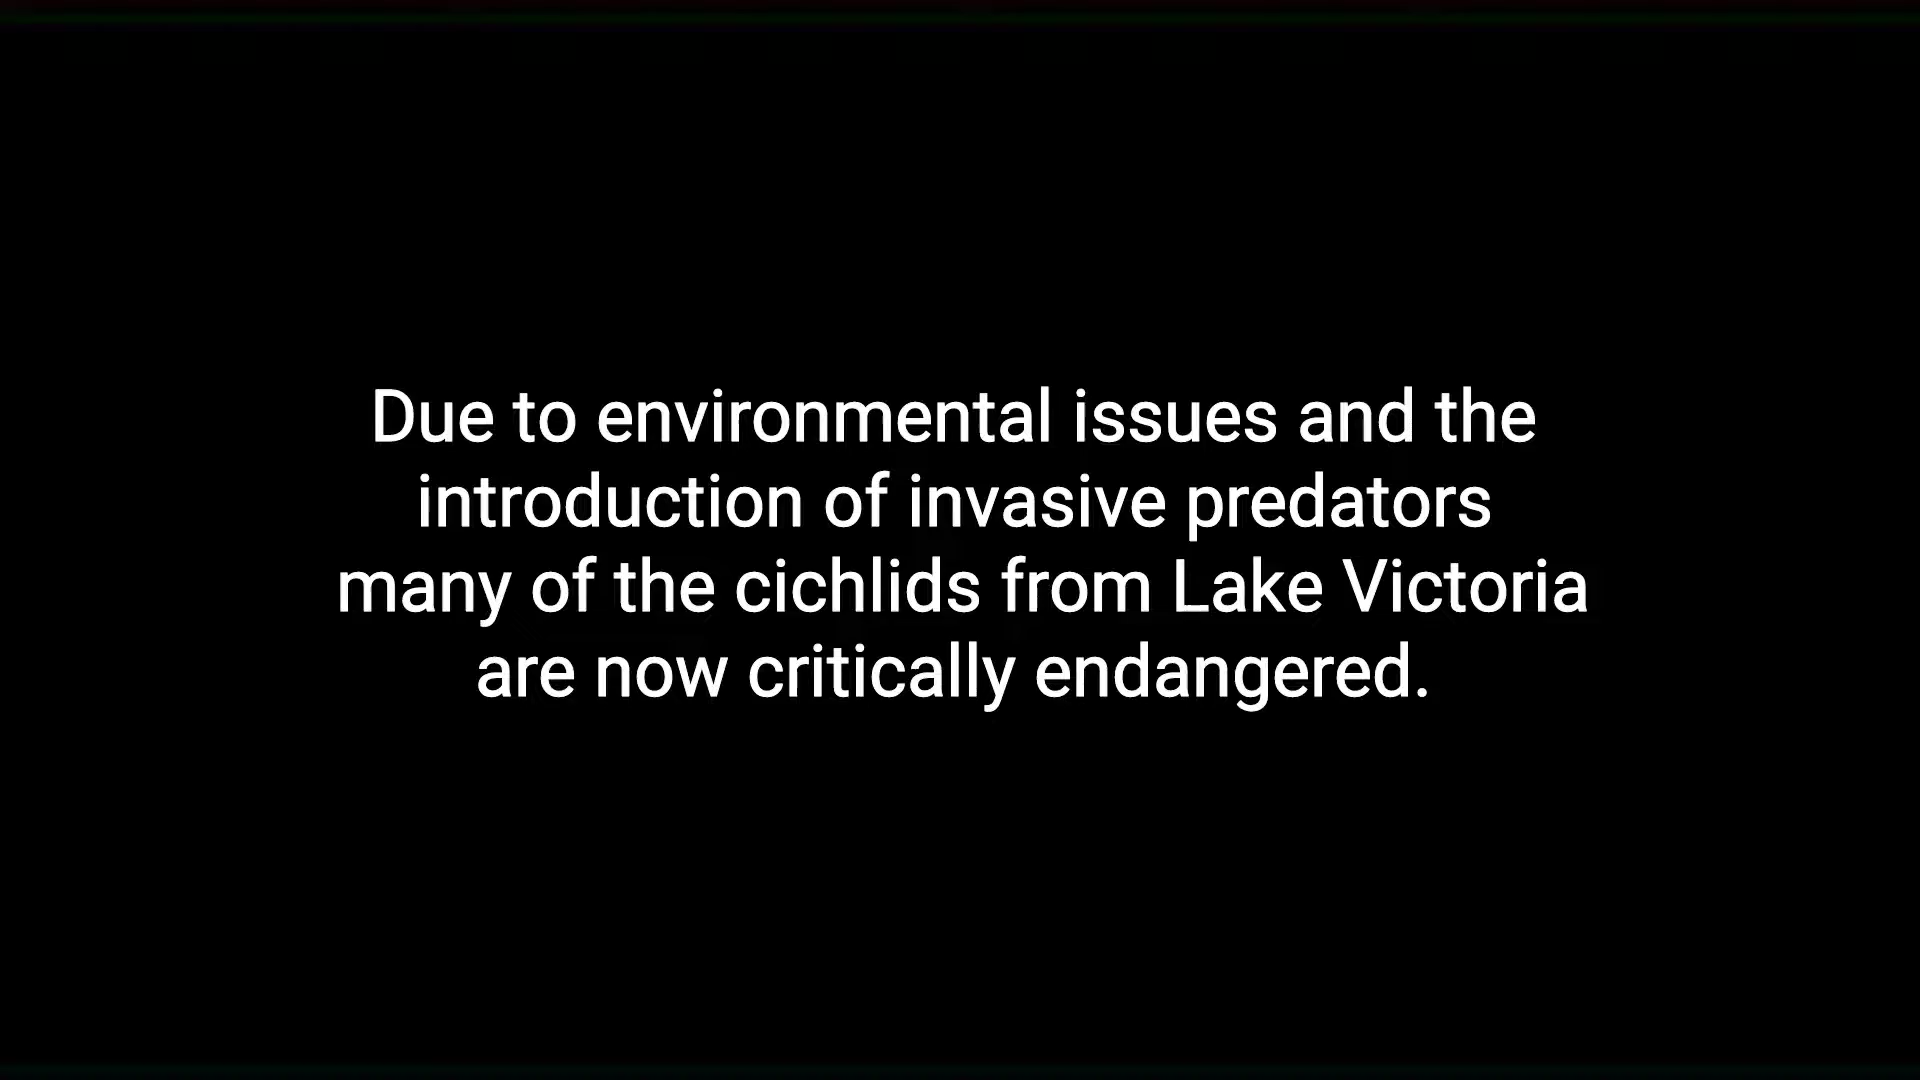 Due to environmental issues and the
introduction of invasive predators
many of the cichlids from Lake Victoria
are now critically endangered.